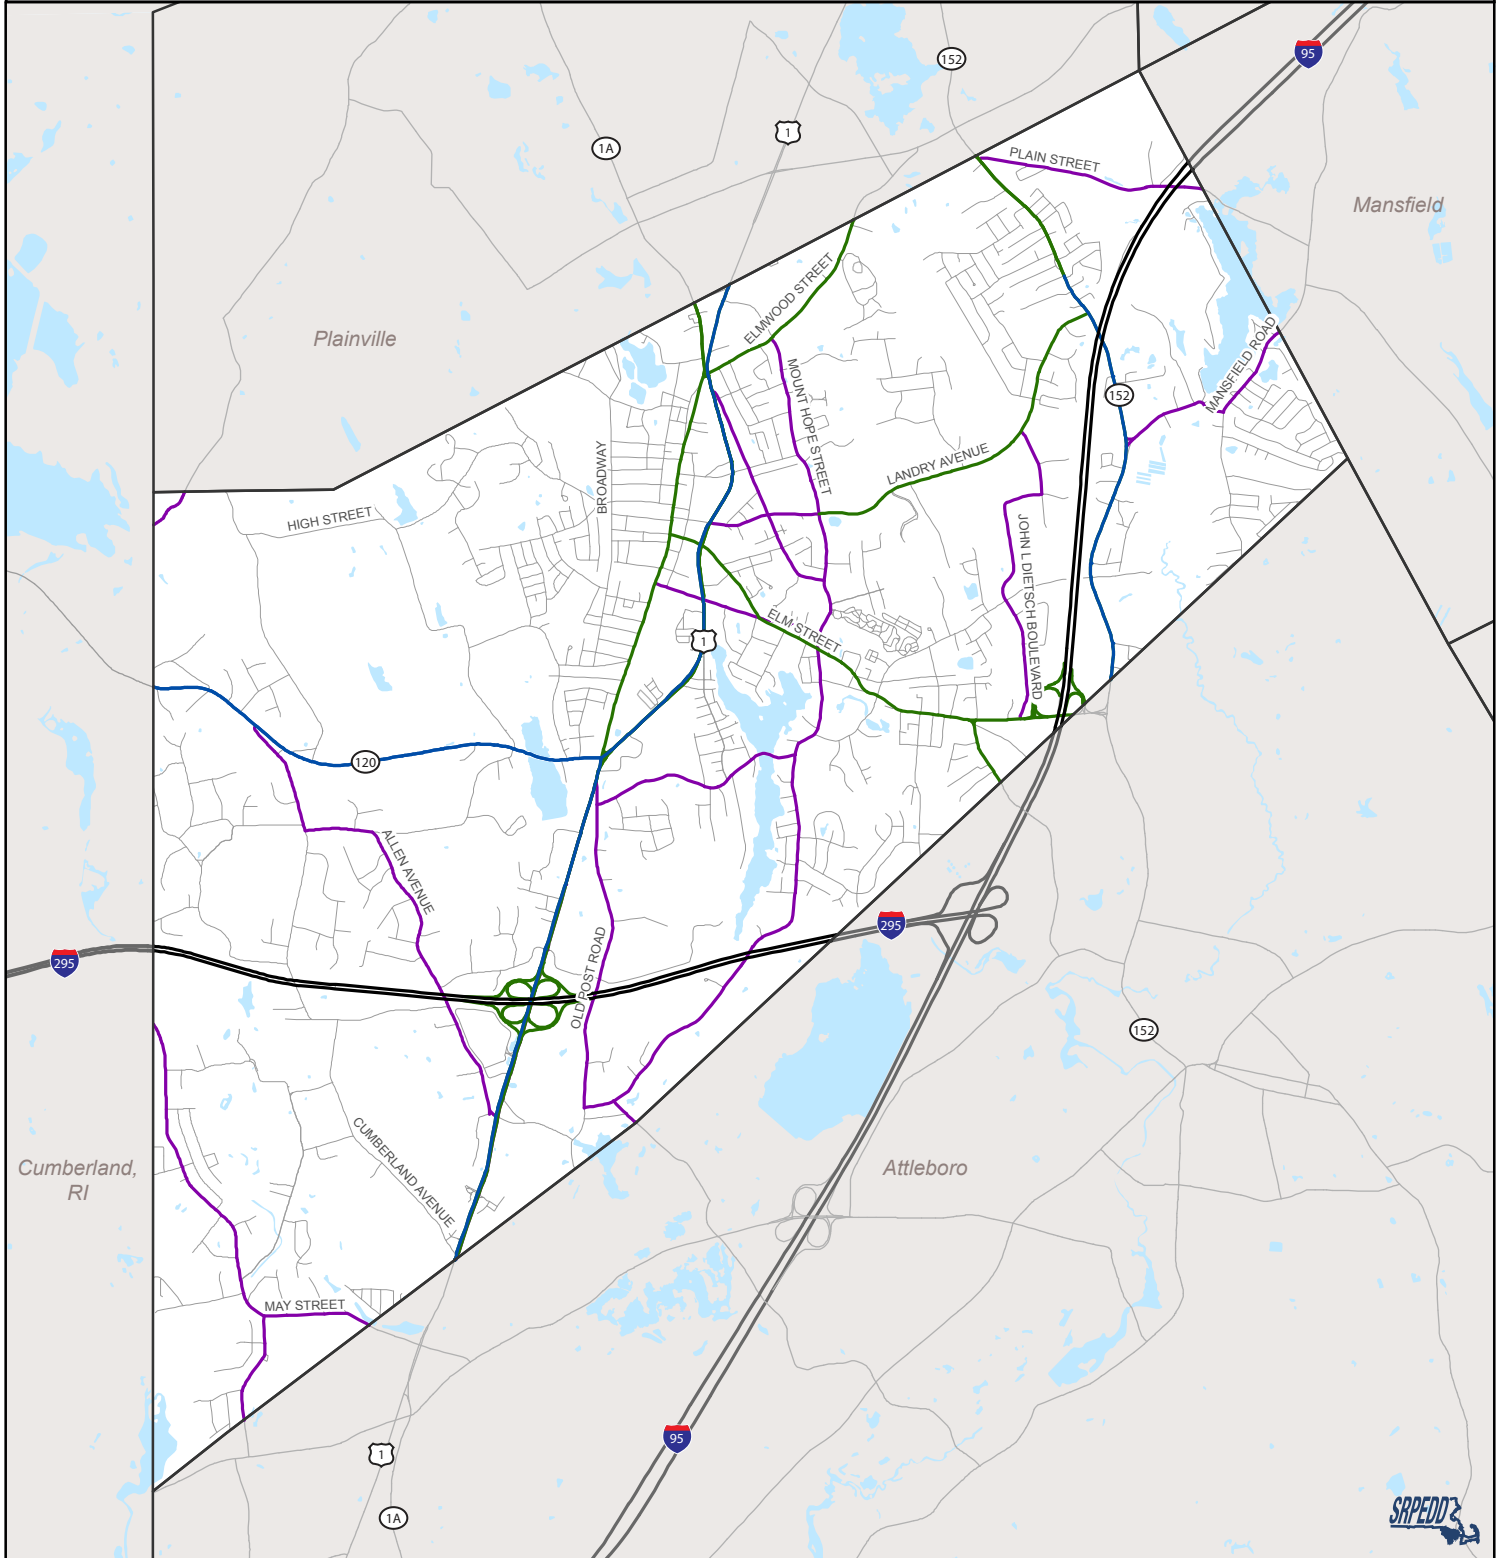 95
152
1
1A
PLAIN STREET
Mansfield
ELMWOOD STREET
Plainville
MANSFIELD ROAD
MOUNT HOPE STREET
152
BROADWAY
LANDRY AVENUE
HIGH STREET
JOHN L DIETSCH BOULEVARD
ELM STREET
1
120
ALLEN AVENUE
295
295
OLD POST ROAD
152
CUMBERLAND AVENUE
Cumberland,
RI
Attleboro
MAY STREET
95
1
1A
SRPEDD